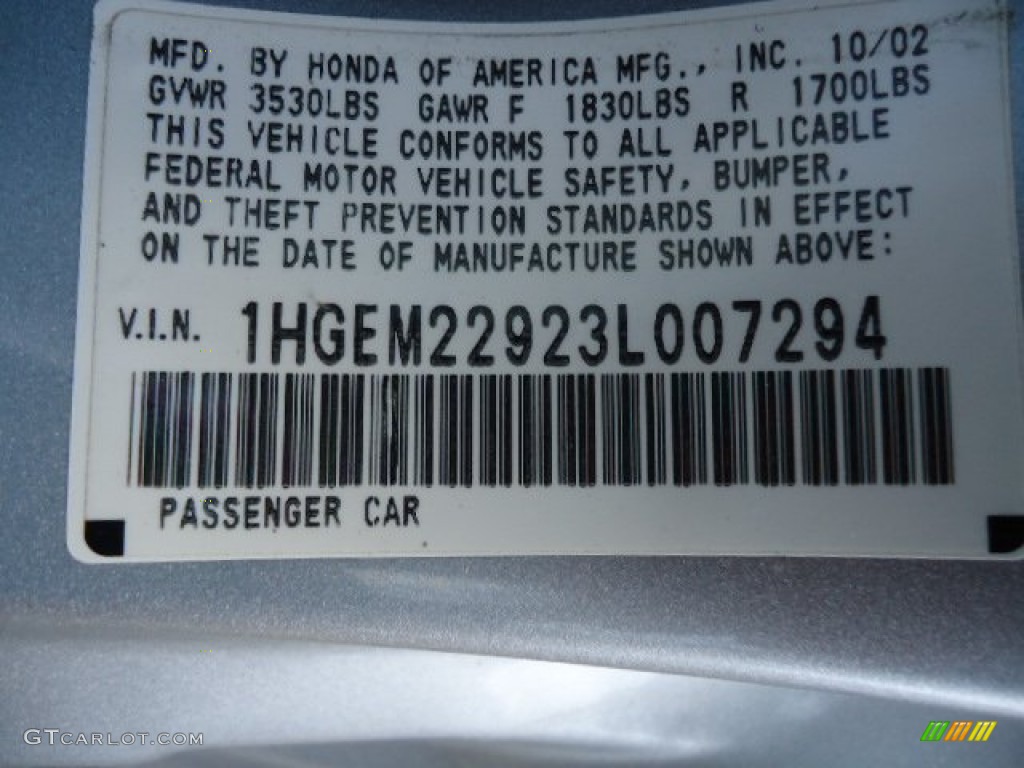 MFD. BY HONDA OF AMERICA MFG., INC. 10/02
GVWR 3530LBS GAWR F 1830LBS R 1700LBS
THIS VEHICLE CONFORMS TO ALL APPLICABLE
FEDERAL MOTOR VEHICLE SAFETY, BUMPER,
AND THEFT PREVENTION STANDARDS IN EFFECT
ON THE DATE OF MANUFACTURE SHOWN ABOVE:
V.I.N. 1HGEM22923L007294
PASSENGER CAR
GTCARLOT.COM